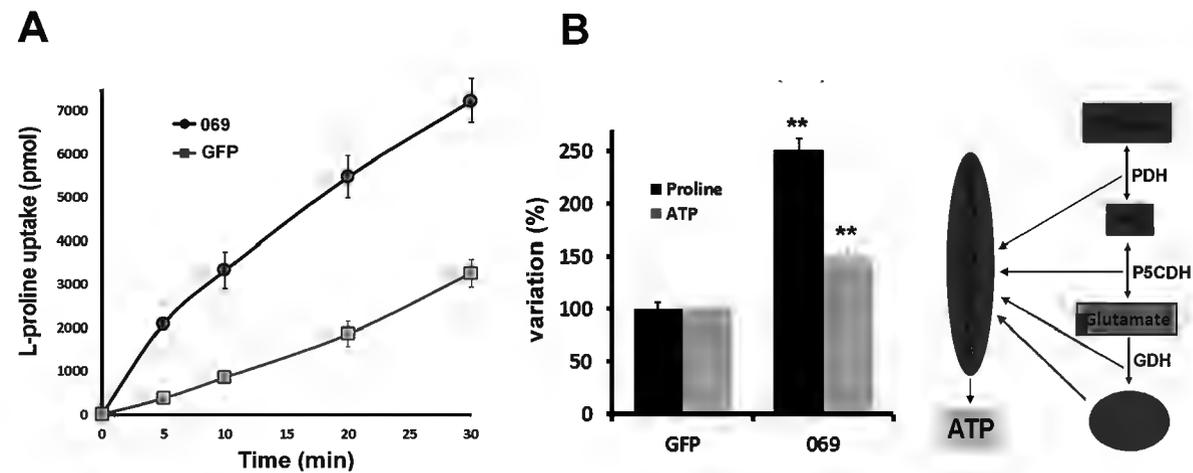 A
L-proline uptake (pmol)
7000
6000
5000
4000
3000
2000
1000
0
069
GFP
0 5 10 15 20 25 30
Time (min)
B
variation (%)
250
200
150
100
50
0
Proline
ATP
**
**
GFP 069
PDH
P5CDH
Glutamate
GDH
ATP